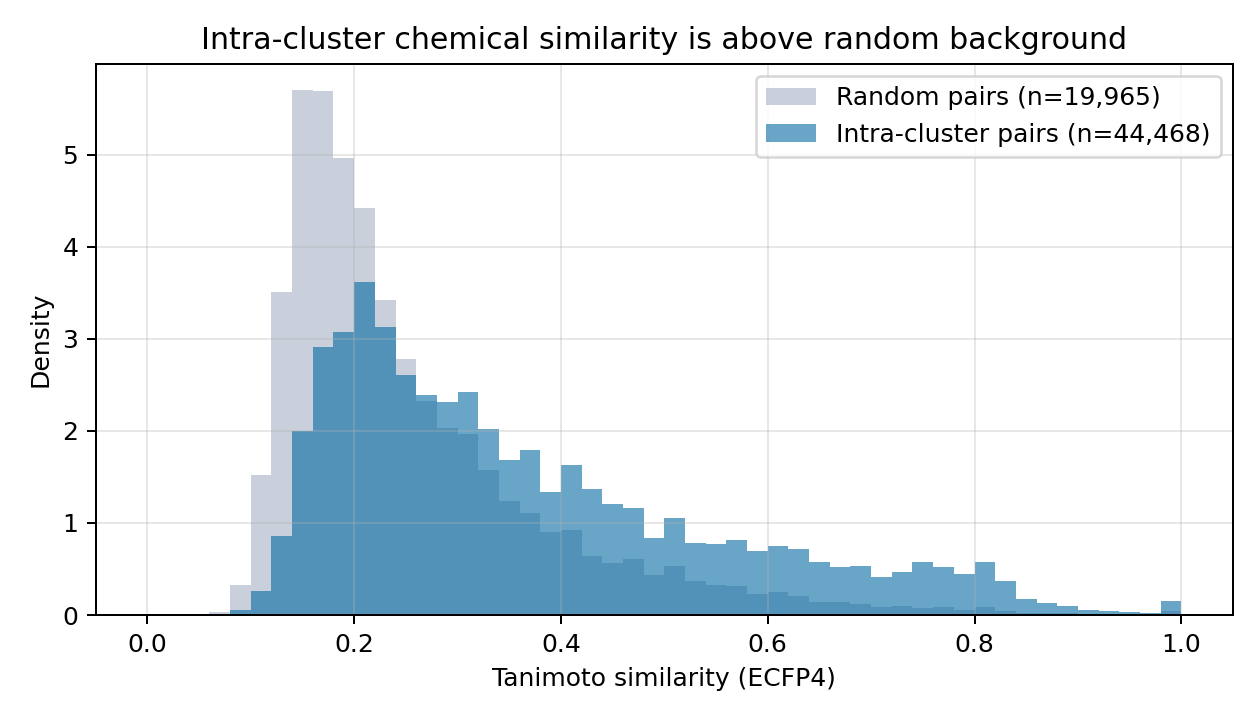 Intra-cluster chemical similarity is above random background
Random pairs (n=19,965)
Intra-cluster pairs (n=44,468)
Density
5
4
3
2
1
0
0.0 0.2 0.4 0.6 0.8 1.0
Tanimoto similarity (ECFP4)